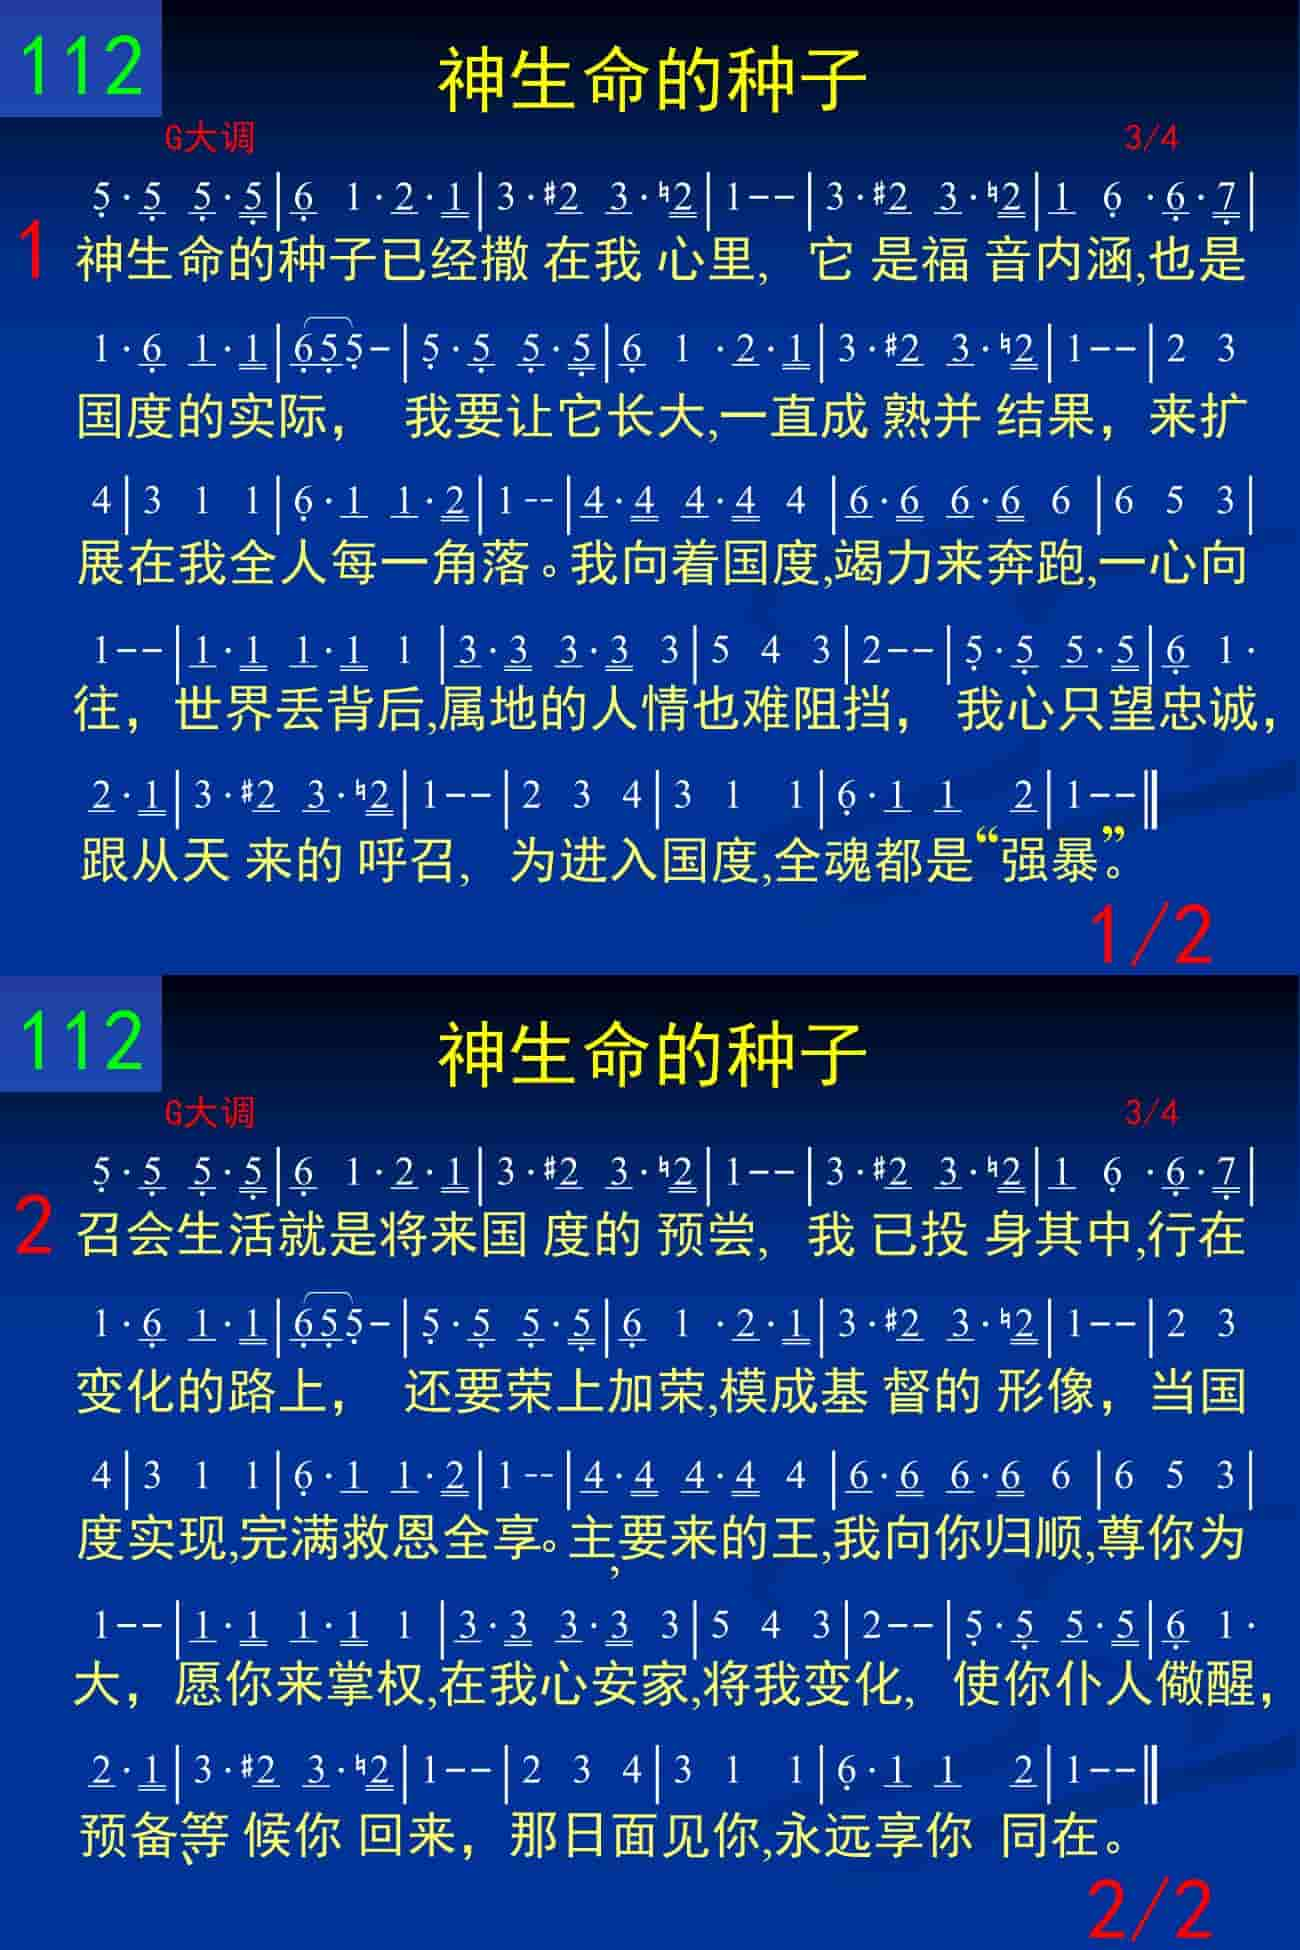 112
神生命的种子
G大调 3/4
5·5 5·5|6 1·2·1|3·#2 3·♮2|1--|3·#2 3·♮2|1 6·6·7|
1 神生命的种子已经撒 在我 心里, 它 是福 音内涵,也是
1·6 1·1|655-|5·5 5·5|6 1·2·1|3·#2 3·♮2|1--|2 3
国度的实际， 我要让它长大,一直成 熟并 结果，来扩
4|3 1 1|6·1 1·2|1--|4·4 4·4 4|6·6 6·6 6|6 5 3|
展在我全人每一角落。我向着国度,竭力来奔跑,一心向
1--|1·1 1·1 1|3·3 3·3 3|5 4 3|2--|5·5 5·5|6 1·
往，世界丢背后,属地的人情也难阻挡， 我心只望忠诚，
2·1|3·#2 3·♮2|1--|2 3 4|3 1 1|6·1 1 2|1--‖
跟从天 来的 呼召, 为进入国度,全魂都是“强暴”。
1/2
112
神生命的种子
G大调 3/4
5·5 5·5|6 1·2·1|3·#2 3·♮2|1--|3·#2 3·♮2|1 6·6·7|
2 召会生活就是将来国 度的 预尝, 我 已投 身其中,行在
1·6 1·1|655-|5·5 5·5|6 1·2·1|3·#2 3·♮2|1--|2 3
变化的路上， 还要荣上加荣,模成基 督的 形像，当国
4|3 1 1|6·1 1·2|1--|4·4 4·4 4|6·6 6·6 6|6 5 3|
度实现,完满救恩全享。主,要来的王,我向你归顺,尊你为
1--|1·1 1·1 1|3·3 3·3 3|5 4 3|2--|5·5 5·5|6 1·
大，愿你来掌权,在我心安家,将我变化, 使你仆人儆醒，
2·1|3·#2 3·♮2|1--|2 3 4|3 1 1|6·1 1 2|1--‖
预备、等 候你 回来，那日面见你,永远享你 同在。
2/2